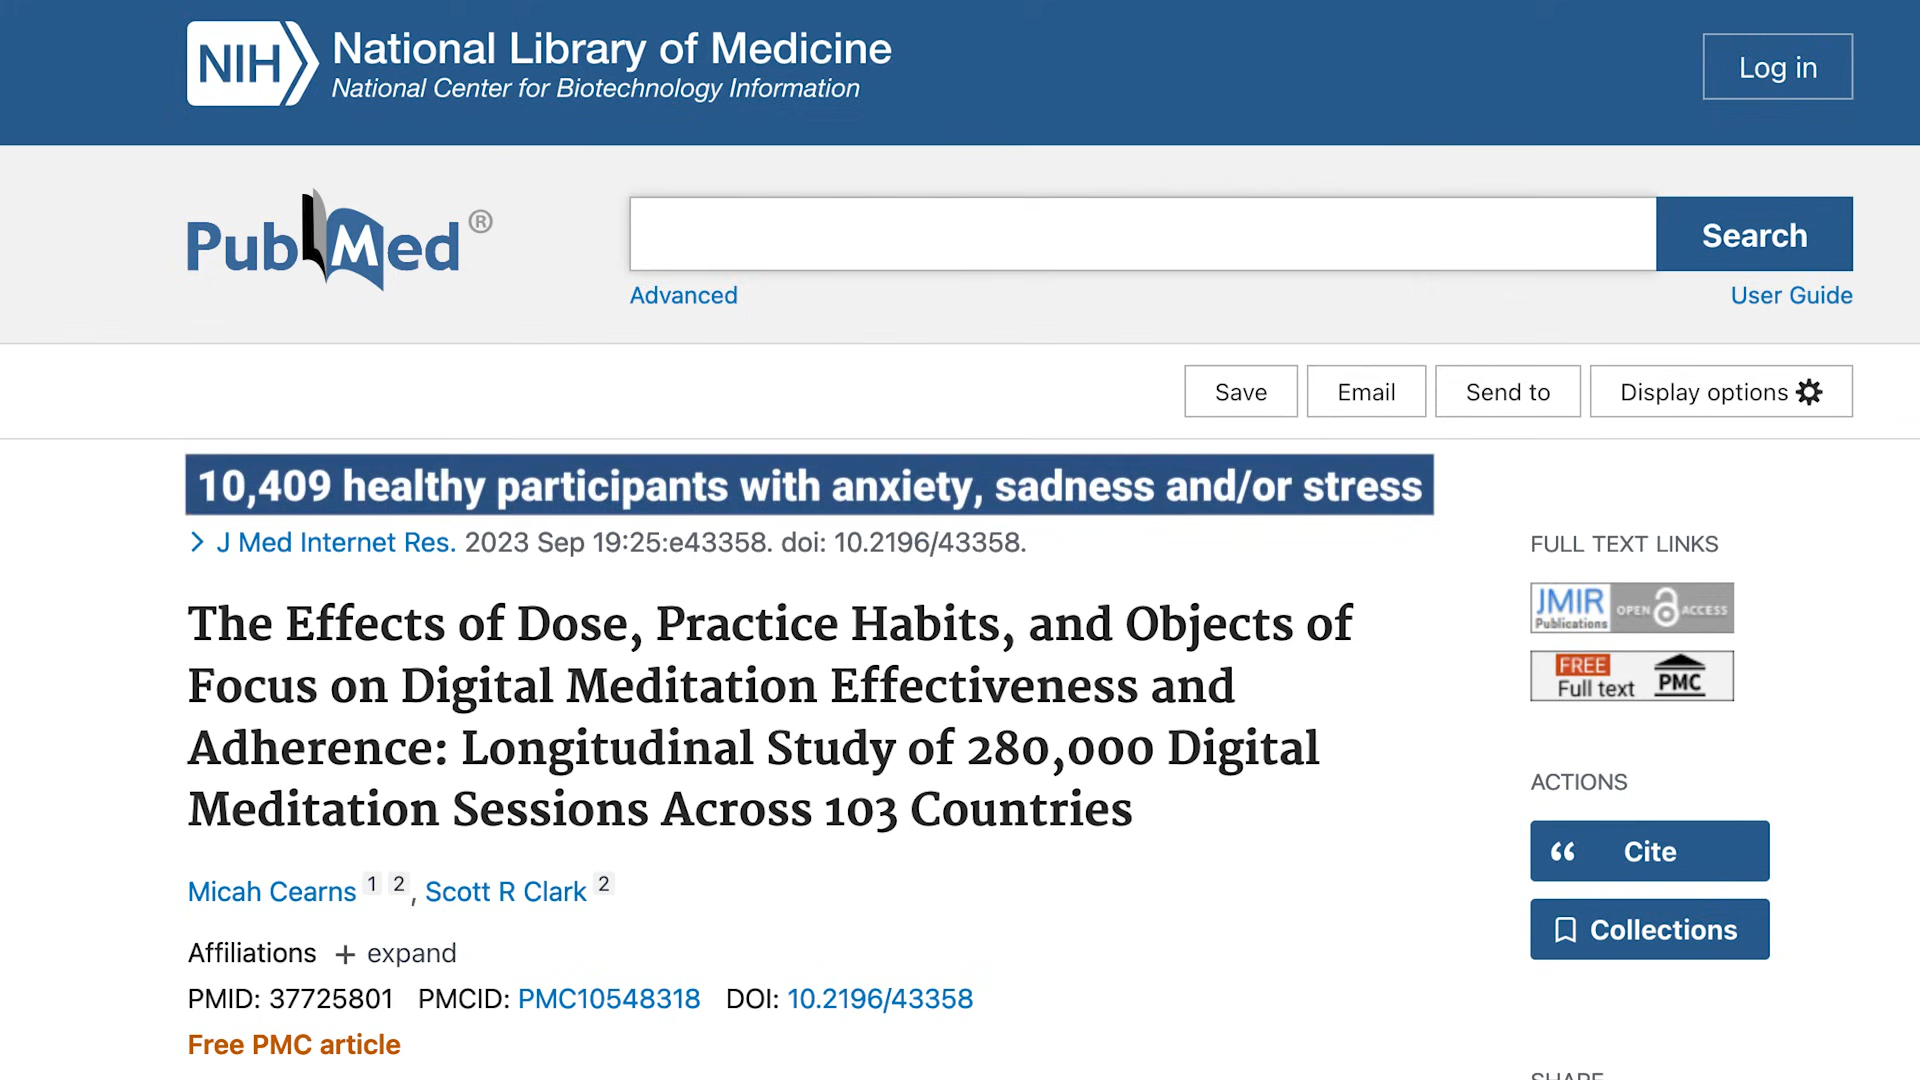 NIH National Library of Medicine
National Center for Biotechnology Information
Log in
PubMed®
Search
Advanced
User Guide
Save
Email
Send to
Display options
10,409 healthy participants with anxiety, sadness and/or stress
> J Med Internet Res. 2023 Sep 19:25:e43358. doi: 10.2196/43358.
The Effects of Dose, Practice Habits, and Objects of
Focus on Digital Meditation Effectiveness and
Adherence: Longitudinal Study of 280,000 Digital
Meditation Sessions Across 103 Countries
Micah Cearns 1 2, Scott R Clark 2
Affiliations + expand
PMID: 37725801 PMCID: PMC10548318 DOI: 10.2196/43358
Free PMC article
FULL TEXT LINKS
JMIR Publications OPEN ACCESS
FREE Full text PMC
ACTIONS
Cite
Collections
SHARE